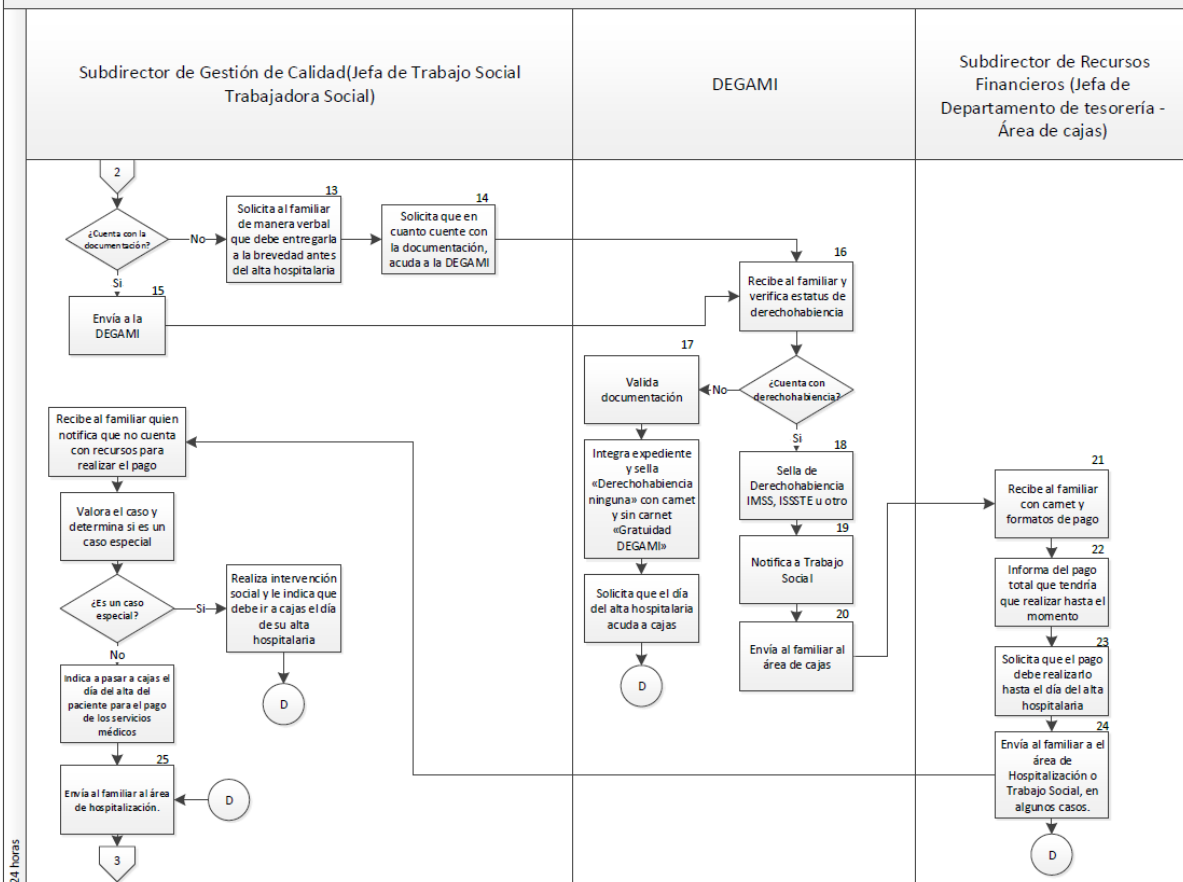 Subdirector de Gestión de Calidad(Jefa de Trabajo Social
Trabajadora Social)
DEGAMI
Subdirector de Recursos
Financieros (Jefa de
Departamento de tesorería -
Área de cajas)
2
¿Cuenta con la
documentación?
No
Si
13
Solicita al familiar
de manera verbal
que debe entregarla
a la brevedad antes
del alta hospitalaria
14
Solicita que en
cuanto cuente con
la documentación,
acuda a la DEGAMI
15
Envía a la
DEGAMI
16
Recibe al familiar y
verifica estatus de
derechohabiencia
¿Cuenta con
derechohabiencia?
No
Si
17
Valida
documentación
Integra expediente
y sella
«Derechohabiencia
ninguna» con carnet
y sin carnet
«Gratuidad
DEGAMI»
Solicita que el día
del alta hospitalaria
acuda a cajas
D
18
Sella de
Derechohabiencia
IMSS, ISSSTE u otro
19
Notifica a Trabajo
Social
20
Envía al familiar al
área de cajas
21
Recibe al familiar
con carnet y
formatos de pago
22
Informa del pago
total que tendría
que realizar hasta el
momento
23
Solicita que el pago
debe realizarlo
hasta el día del alta
hospitalaria
24
Envía al familiar a el
área de
Hospitalización o
Trabajo Social, en
algunos casos.
D
Recibe al familiar quien
notifica que no cuenta
con recursos para
realizar el pago
Valora el caso y
determina si es un
caso especial
¿Es un caso
especial?
Si
No
Realiza intervención
social y le indica que
debe ir a cajas el día
de su alta
hospitalaria
D
Indica a pasar a cajas el
día del alta del
paciente para el pago
de los servicios
médicos
25
Envía al familiar al área
de hospitalización.
D
3
24 horas